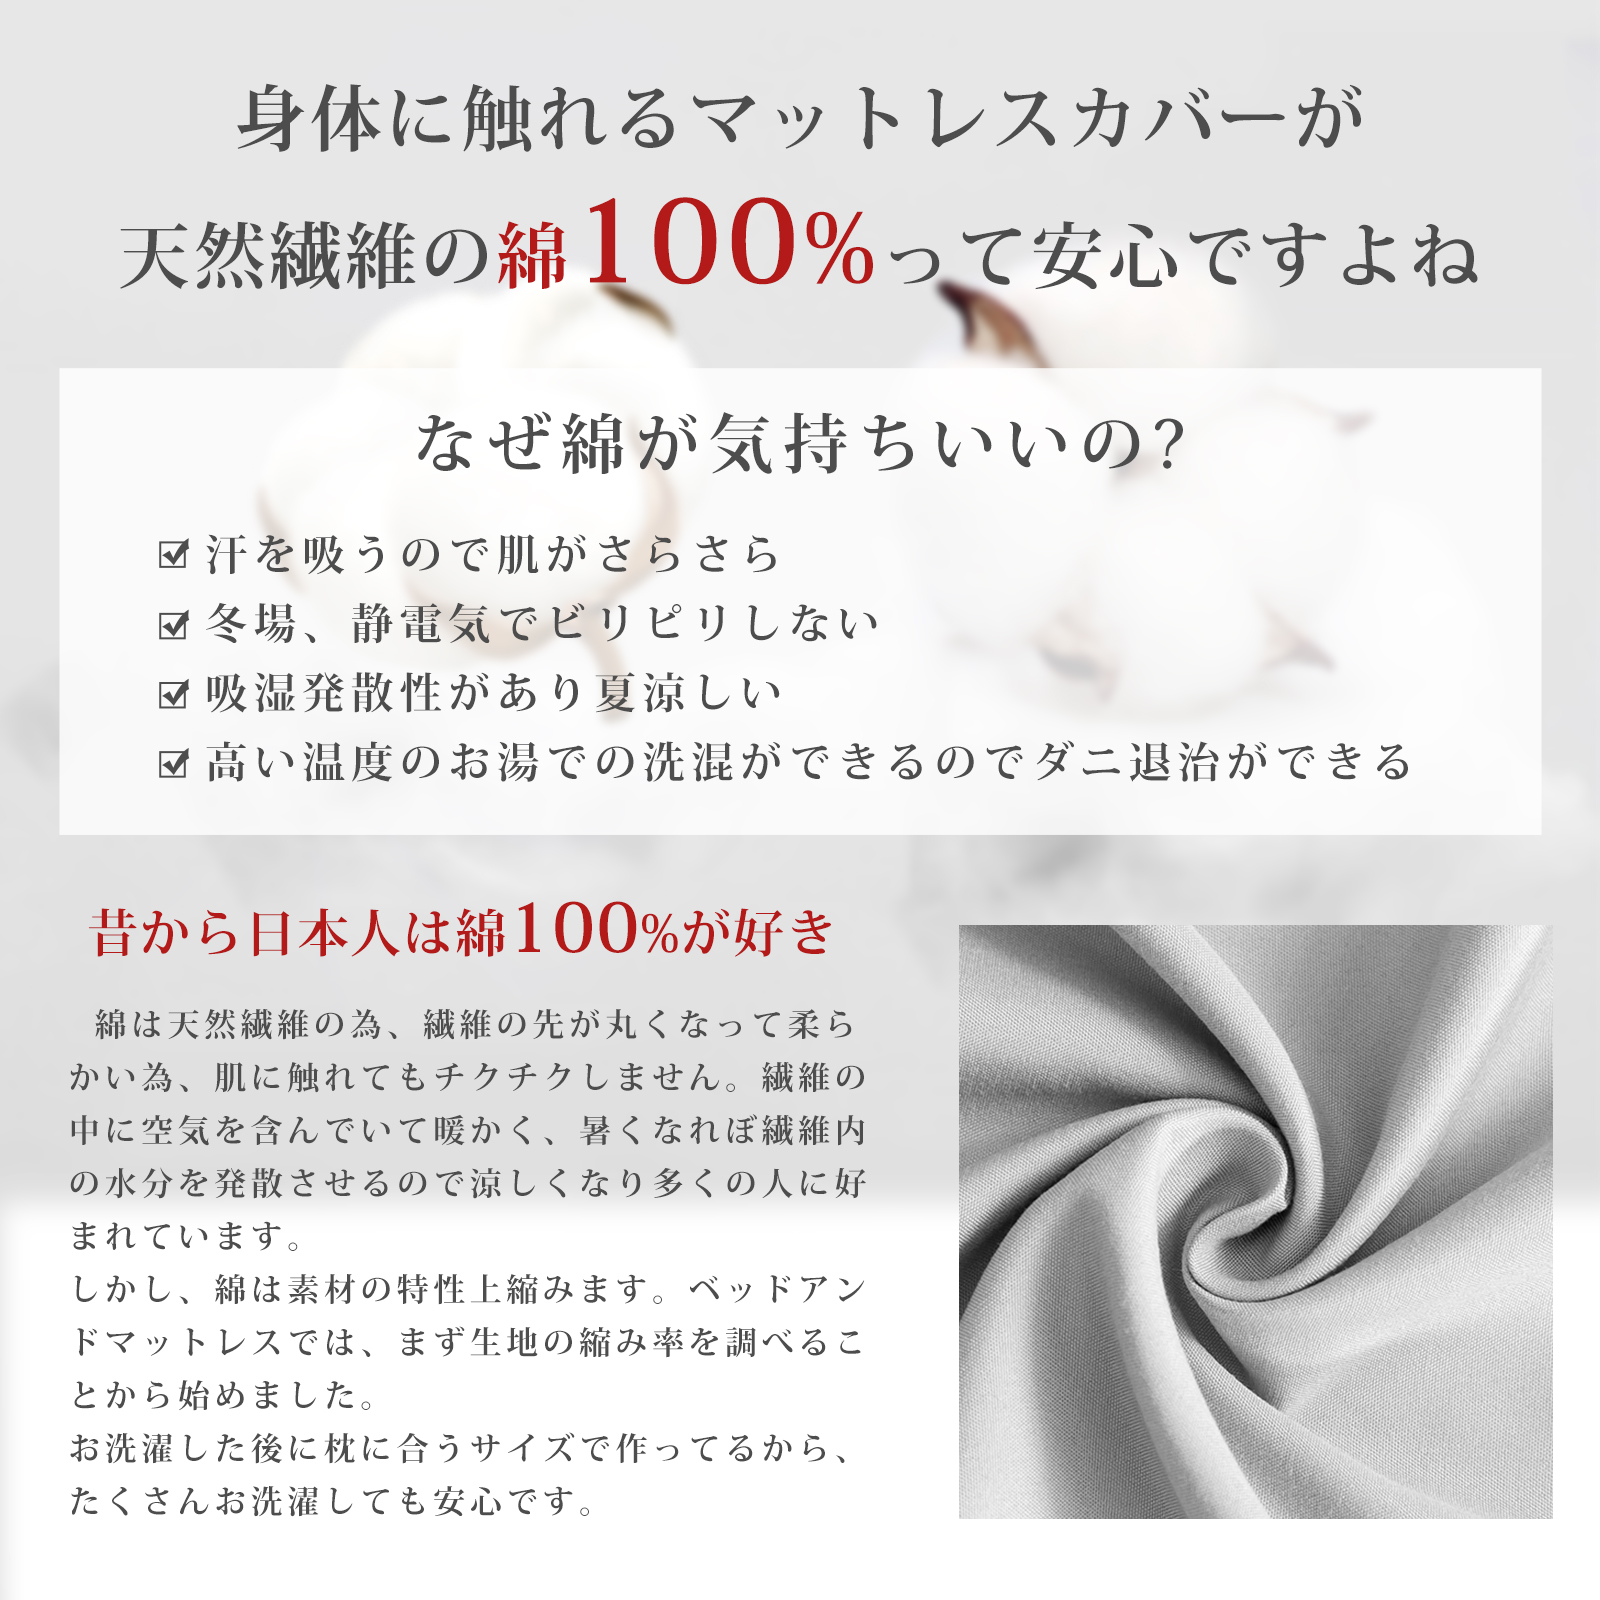 身体に触れるマットレスカバーが
天然繊維の綿100%って安心ですよね
なぜ綿が気持ちいいの?
汗を吸うので肌がさらさら
冬場、静電気でビリピリしない
吸湿発散性があり夏涼しい
高い温度のお湯での洗混ができるのでダニ退治ができる
昔から日本人は綿100%が好き
綿は天然繊維の為、繊維の先が丸くなって柔ら
かい為、肌に触れてもチクチクしません。繊維の
中に空気を含んでいて暖かく、暑くなれぼ繊維内
の水分を発散させるので涼しくなり多くの人に好
まれています。
しかし、綿は素材の特性上縮みます。ベッドアン
ドマットレスでは、まず生地の縮み率を調べるこ
とから始めました。
お洗濯した後に枕に合うサイズで作ってるから、
たくさんお洗濯しても安心です。